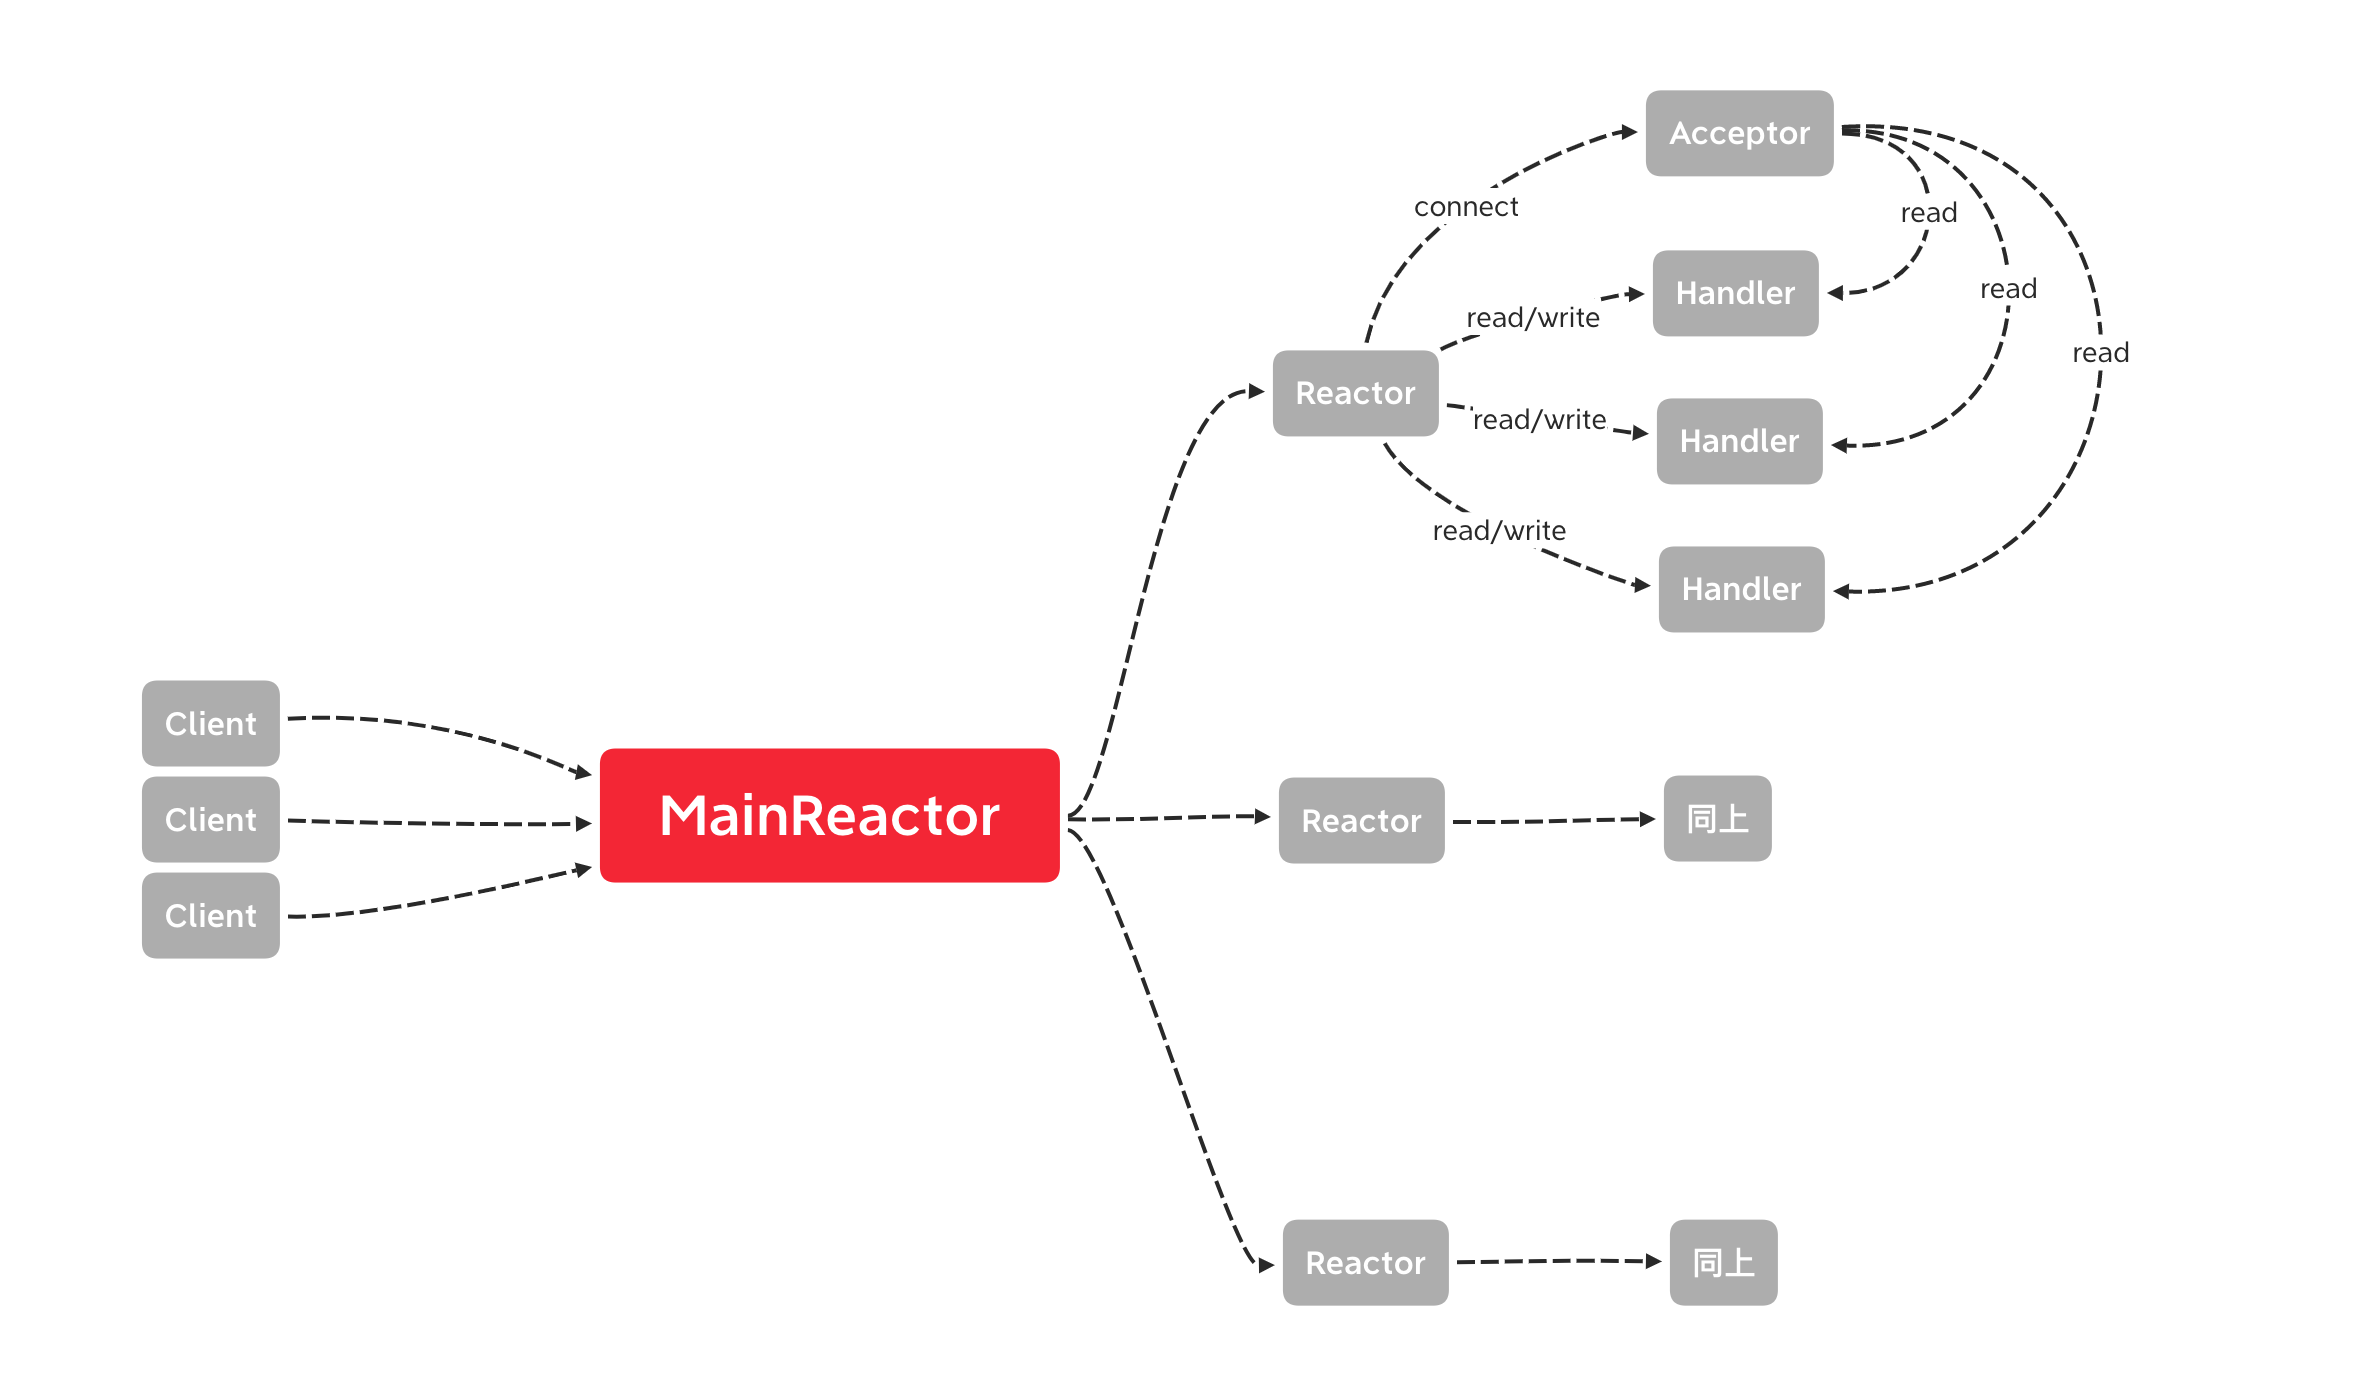 Acceptor
connect
read
Handler
read
read/write
read
Reactor
read/write
Handler
read/write
Handler
Client
MainReactor
Client
Reactor
同上
Client
Reactor
同上